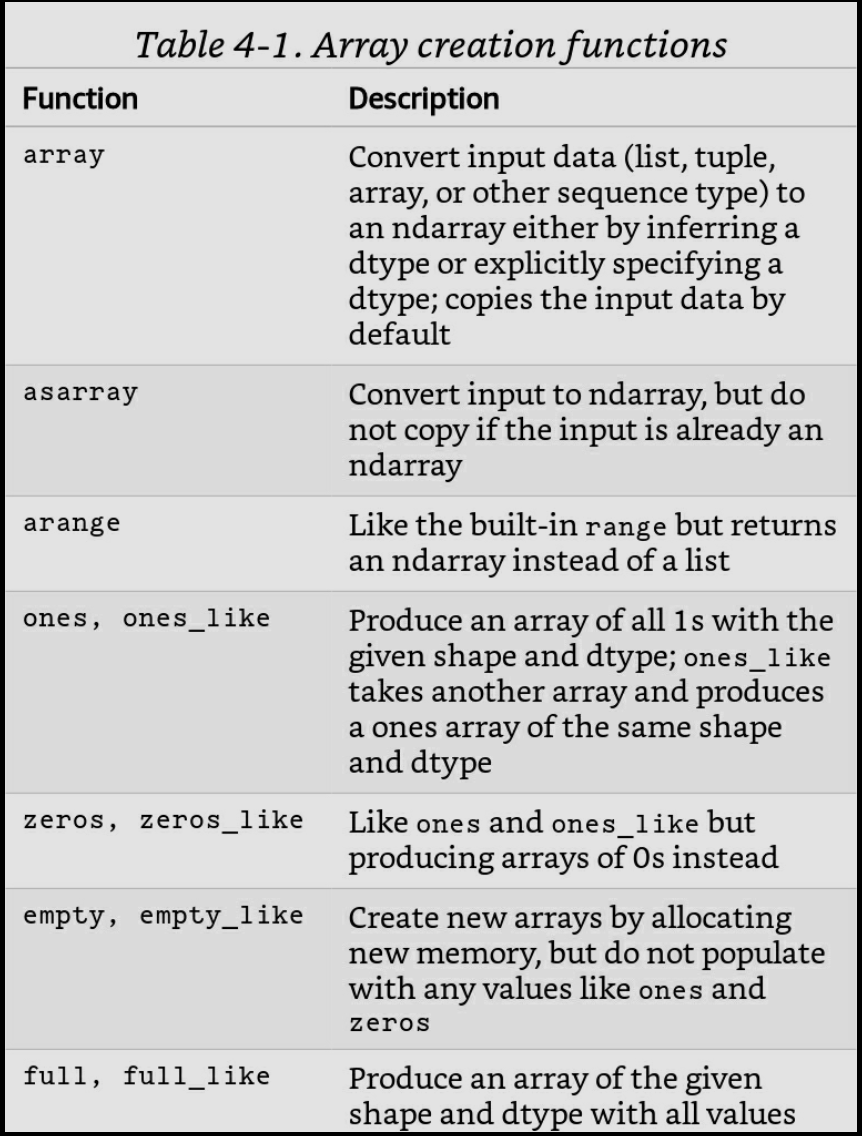 Table 4-1. Array creation functions
Function Description
array Convert input data (list, tuple,
array, or other sequence type) to
an ndarray either by inferring a
dtype or explicitly specifying a
dtype; copies the input data by
default
asarray Convert input to ndarray, but do
not copy if the input is already an
ndarray
arange Like the built-in range but returns
an ndarray instead of a list
ones, ones_like Produce an array of all 1s with the
given shape and dtype; ones_like
takes another array and produces
a ones array of the same shape
and dtype
zeros, zeros_like Like ones and ones_like but
producing arrays of 0s instead
empty, empty_like Create new arrays by allocating
new memory, but do not populate
with any values like ones and
zeros
full, full_like Produce an array of the given
shape and dtype with all values